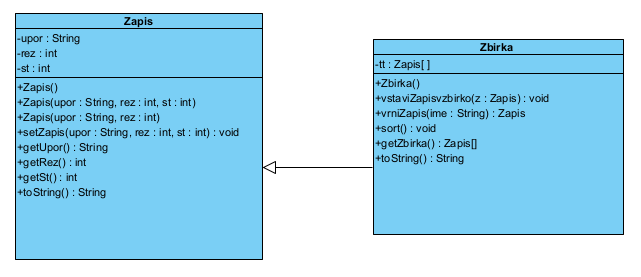 Zapis
-upor : String
-rez : int
-st : int
+Zapis()
+Zapis(upor : String, rez : int, st : int)
+Zapis(upor : String, rez : int)
+setZapis(upor : String, rez : int, st : int) : void
+getUpor() : String
+getRez() : int
+getSt() : int
+toString() : String
Zbirka
-tt : Zapis[ ]
+Zbirka()
+vstaviZapisvzbirko(z : Zapis) : void
+vrniZapis(ime : String) : Zapis
+sort() : void
+getZbirka() : Zapis[]
+toString() : String